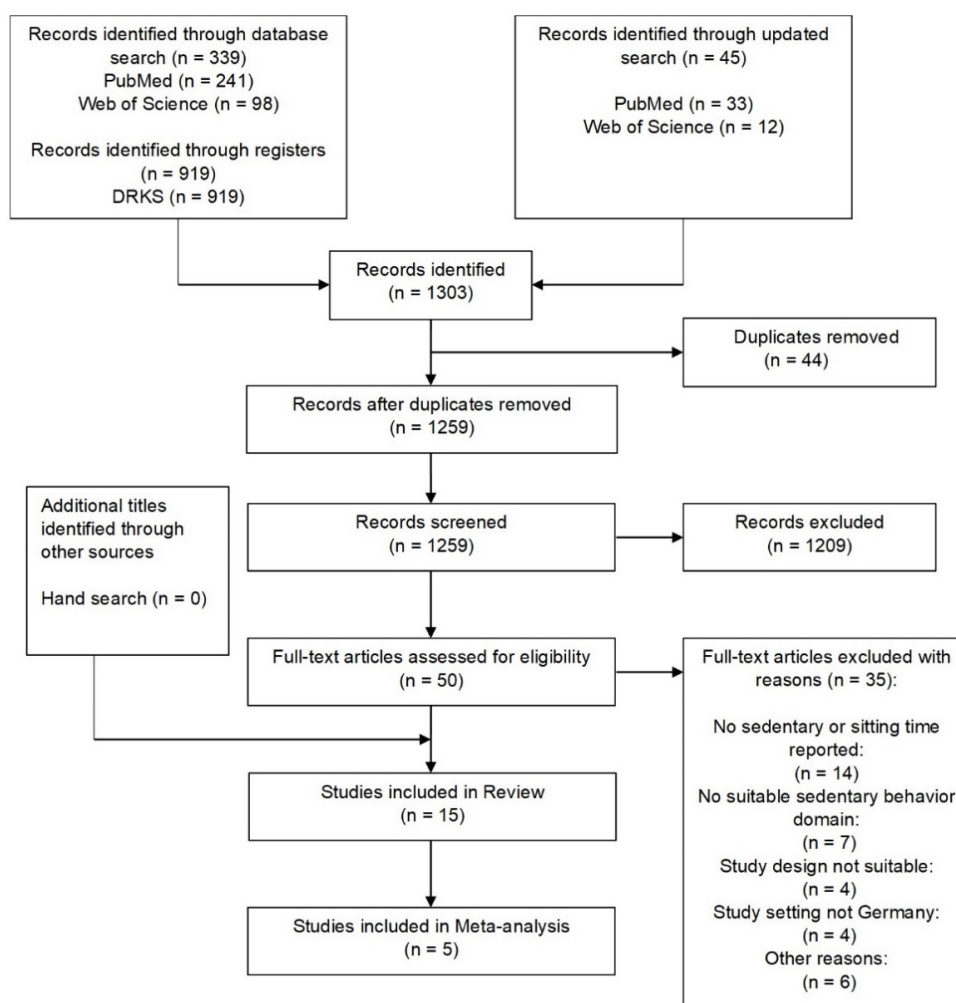 Records identified through database
search (n = 339)
PubMed (n = 241)
Web of Science (n = 98)
Records identified through registers
(n = 919)
DRKS (n = 919)
Records identified through updated
search (n = 45)
PubMed (n = 33)
Web of Science (n = 12)
Records identified
(n = 1303)
Duplicates removed
(n = 44)
Records after duplicates removed
(n = 1259)
Additional titles
identified through
other sources
Hand search (n = 0)
Records screened
(n = 1259)
Records excluded
(n = 1209)
Full-text articles assessed for eligibility
(n = 50)
Full-text articles excluded with
reasons (n = 35):
No sedentary or sitting time
reported:
(n = 14)
No suitable sedentary behavior
domain:
(n = 7)
Study design not suitable:
(n = 4)
Study setting not Germany:
(n = 4)
Other reasons:
(n = 6)
Studies included in Review
(n = 15)
Studies included in Meta-analysis
(n = 5)